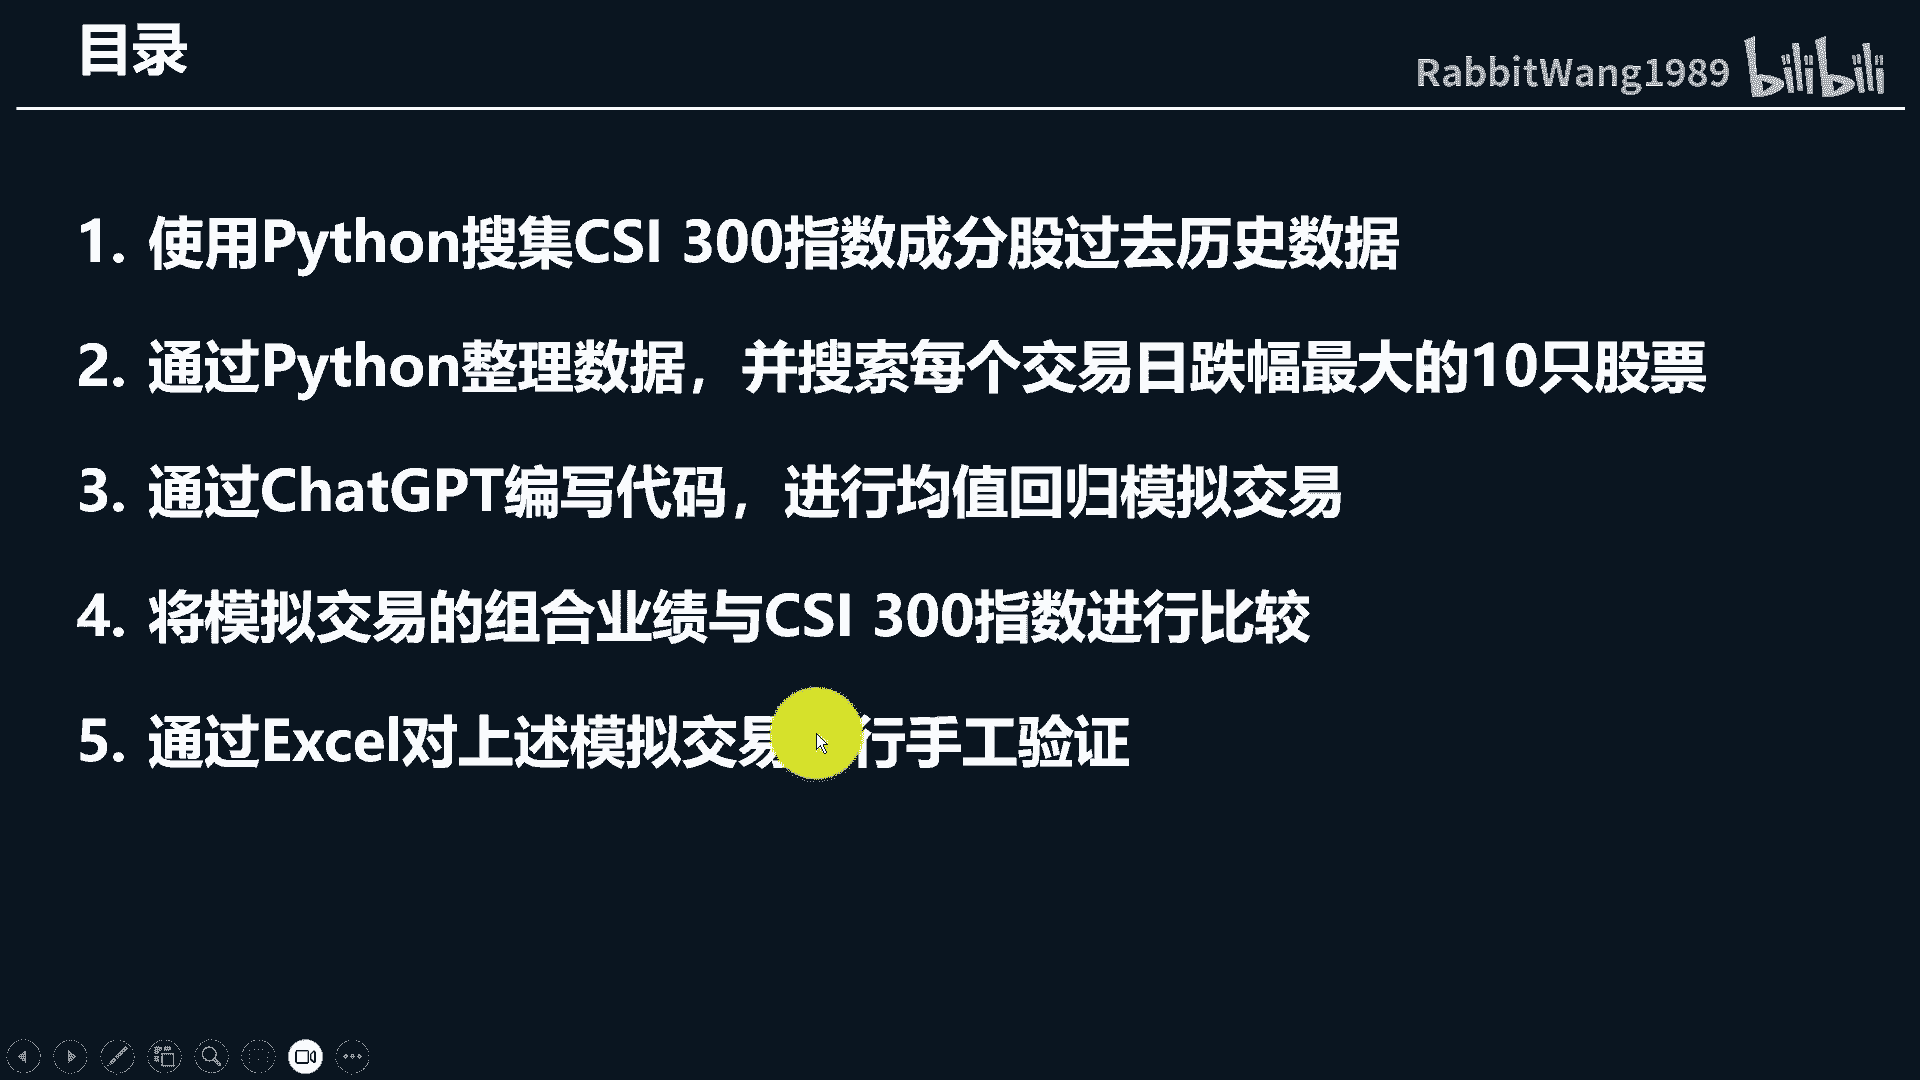 目录
RabbitWang1989 bilibili
1. 使用Python搜集CSI 300指数成分股过去历史数据
2. 通过Python整理数据，并搜索每个交易日跌幅最大的10只股票
3. 通过ChatGPT编写代码，进行均值回归模拟交易
4. 将模拟交易的组合业绩与CSI 300指数进行比较
5. 通过Excel对上述模拟交易行手工验证